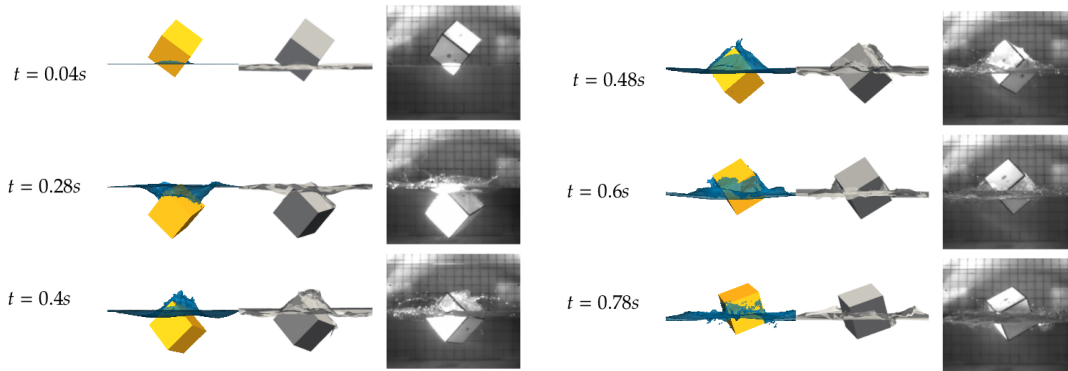 t = 0.04s
t = 0.28s
t = 0.4s
t = 0.48s
t = 0.6s
t = 0.78s